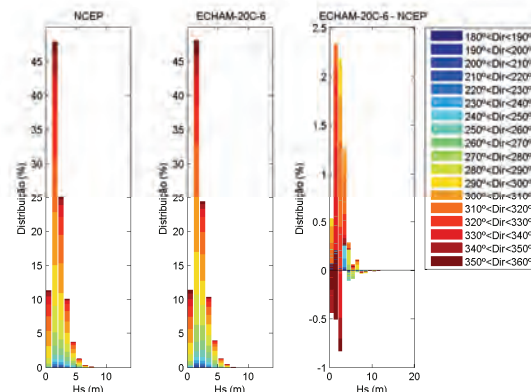 NCEP
ECHAM-20C-6
ECHAM-20C-6 - NCEP
Distribuição (%)
45
40
35
30
25
20
15
10
5
0
0
5
10
Hs (m)
Distribuição (%)
45
40
35
30
25
20
15
10
5
0
0
5
10
Hs (m)
Distribuição (%)
2.5
2
1.5
1
0.5
0
-0.5
-1
0
10
20
Hs (m)
180º<Dir<190º
190º<Dir<200º
200º<Dir<210º
210º<Dir<220º
220º<Dir<230º
230º<Dir<240º
240º<Dir<250º
250º<Dir<260º
260º<Dir<270º
270º<Dir<280º
280º<Dir<290º
290º<Dir<300º
300º<Dir<310º
310º<Dir<320º
320º<Dir<330º
330º<Dir<340º
340º<Dir<350º
350º<Dir<360º